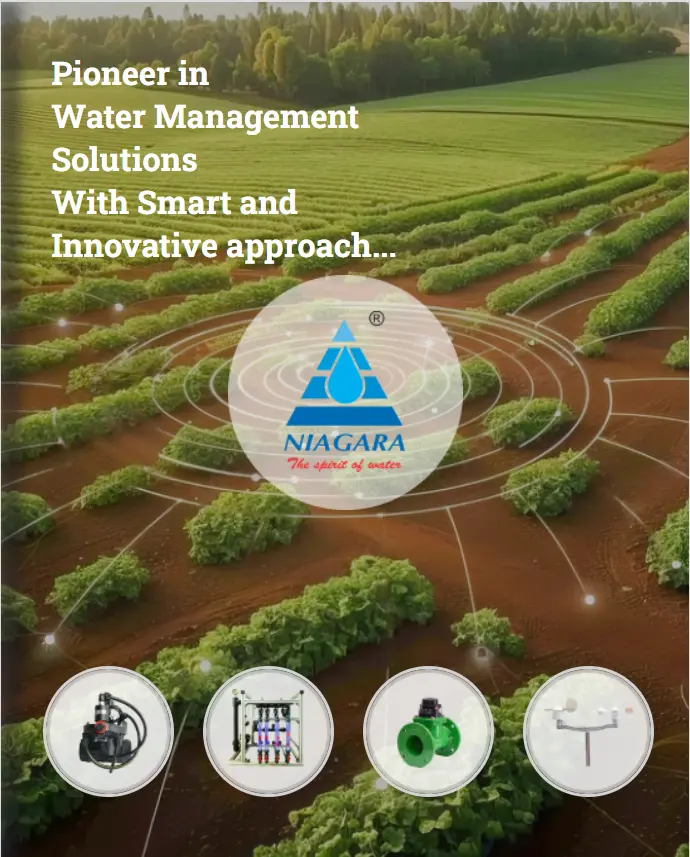 Pioneer in
Water Management
Solutions
With Smart and
Innovative approach...
®
NIAGARA
The spirit of water